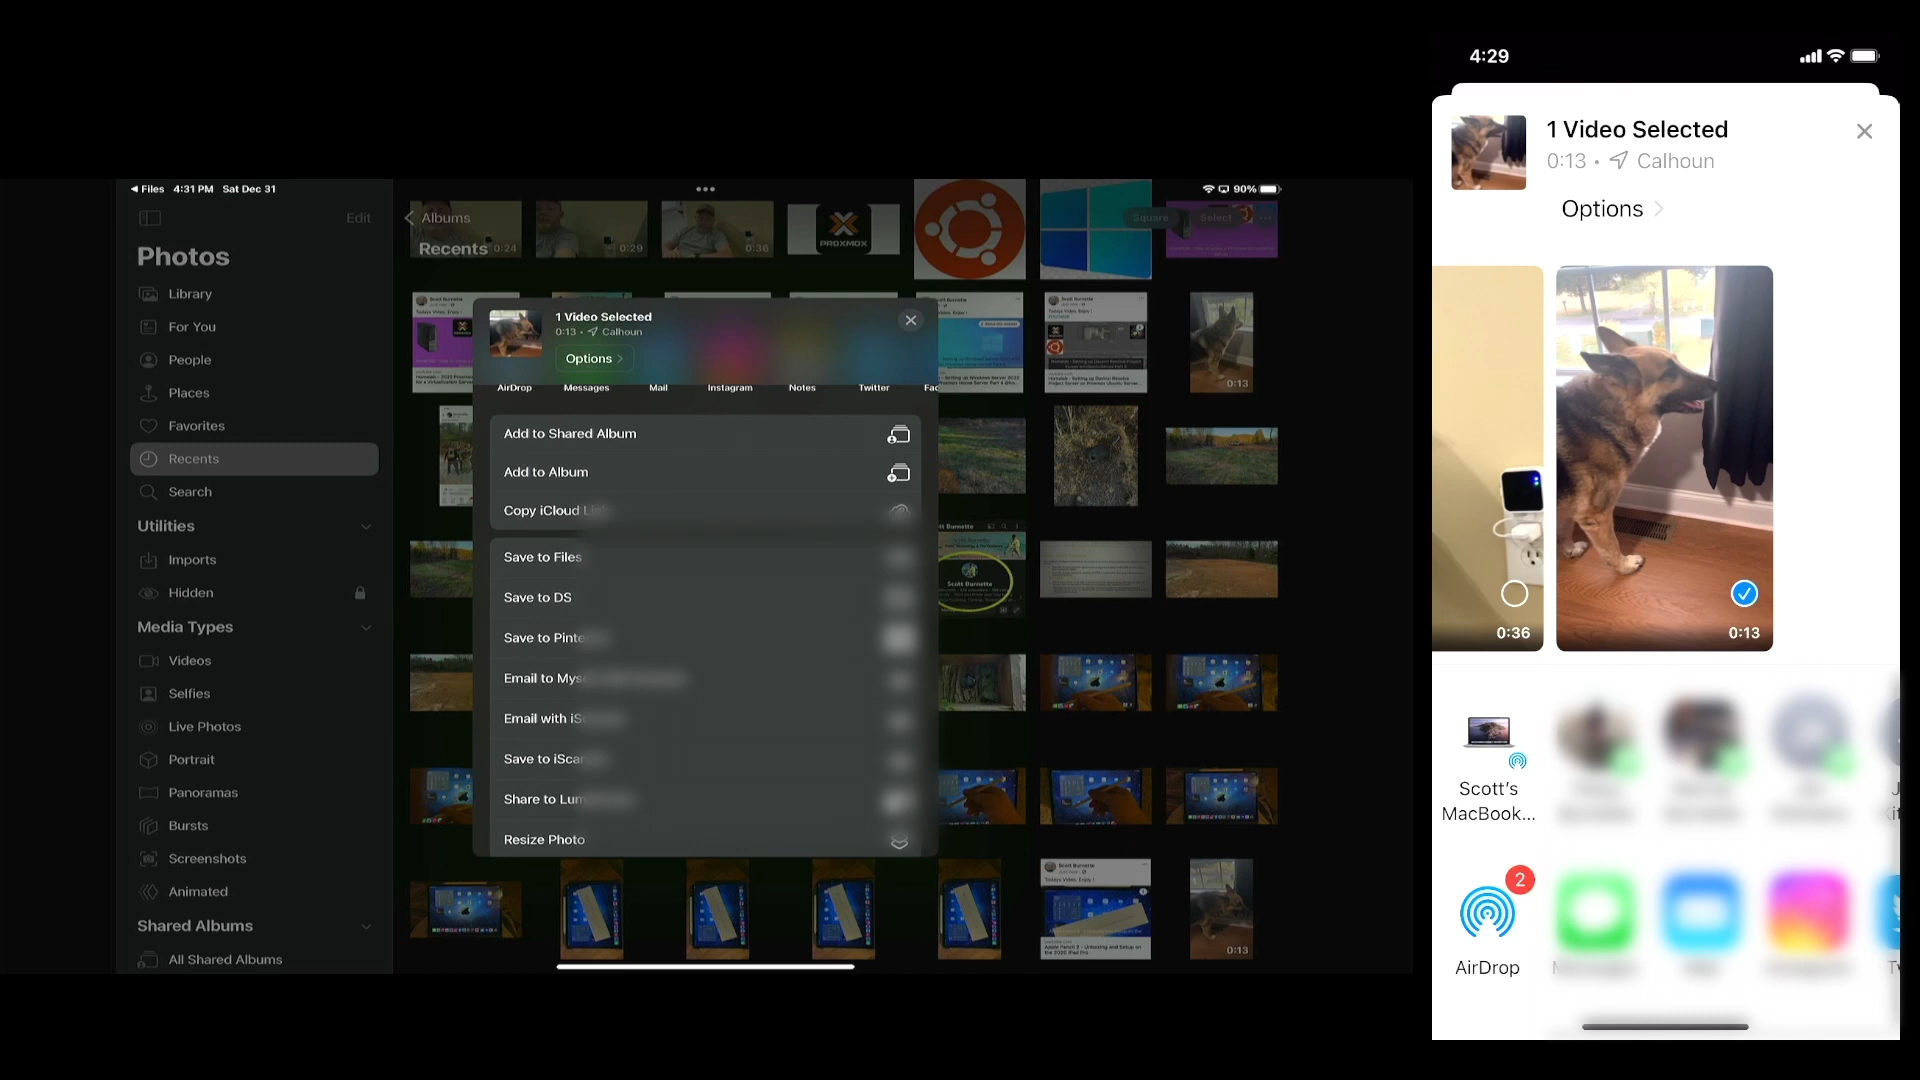 Files 4:31 PM Sat Dec 31
90%
Edit
Photos
Library
For You
People
Places
Favorites
Recents
Search
Utilities
Imports
Hidden
Media Types
Videos
Selfies
Live Photos
Portrait
Panoramas
Bursts
Screenshots
Animated
Shared Albums
All Shared Albums
Albums
Recents
0:24
0:29
0:36
PROXMOX
Square
Select
0:13
1 Video Selected
0:13 • Calhoun
Options
AirDrop Messages Mail Instagram Notes Twitter Fac
Add to Shared Album
Add to Album
Copy iCloud
Save to Files
Save to DS
Save to Pinte
Email to Mys
Email with iS
Save to iSca
Share to Lum
Resize Photo
Scott Burnette
0:13
4:29
1 Video Selected
0:13 • Calhoun
Options
0:36
0:13
Scott's
MacBook...
2
AirDrop